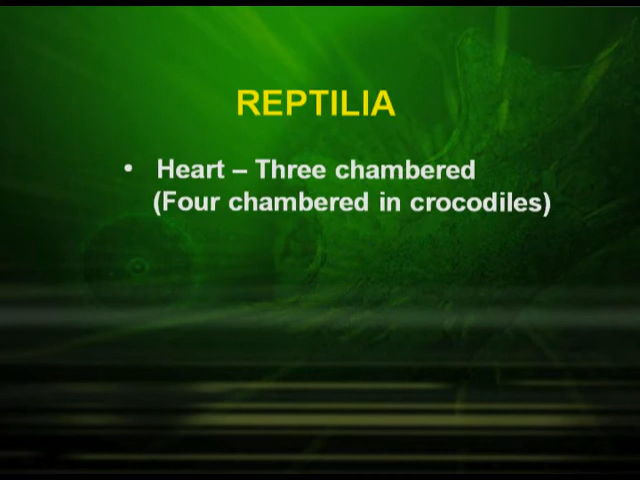 REPTILIA
• Heart – Three chambered
(Four chambered in crocodiles)